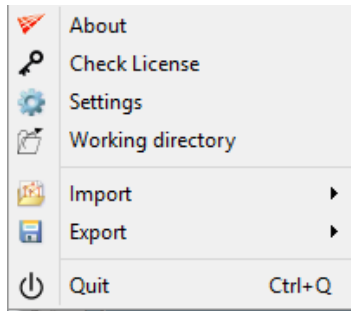 About
Check License
Settings
Working directory
Import
Export
Quit Ctrl+Q